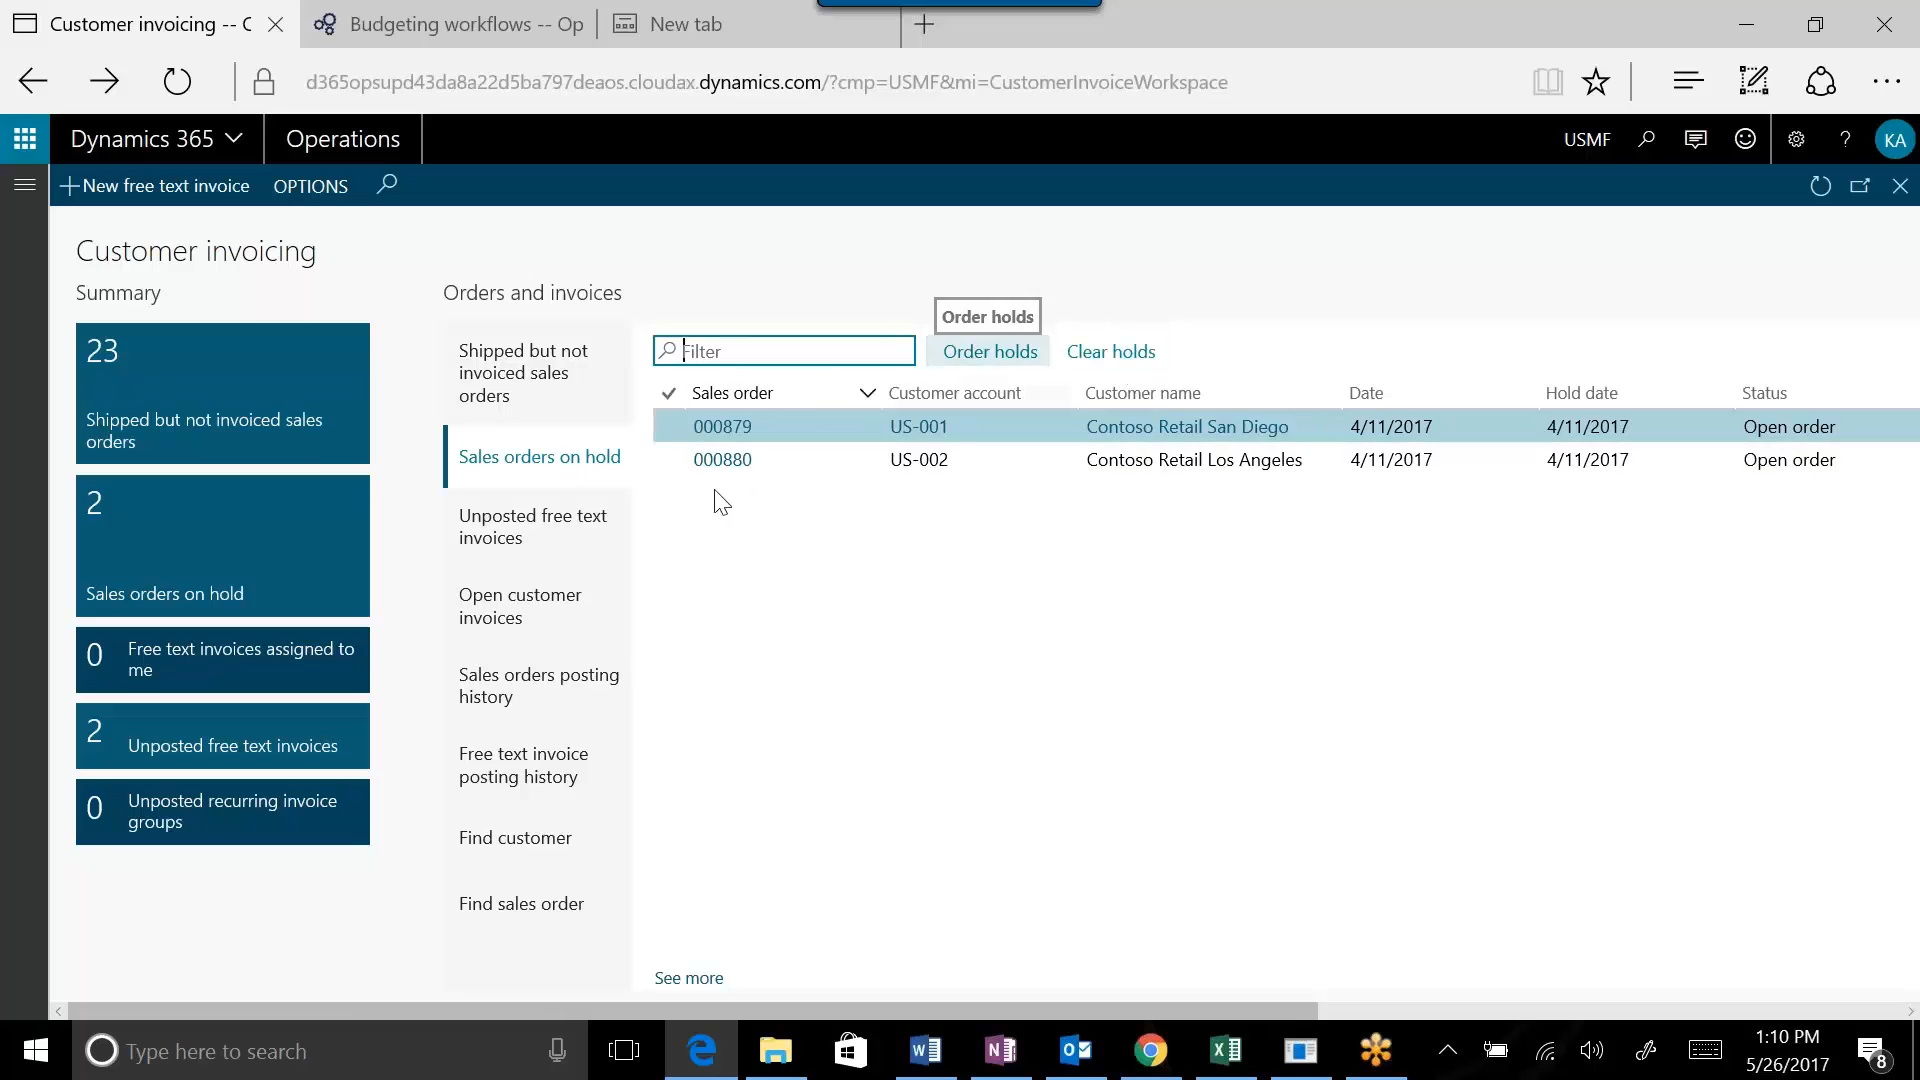 Customer invoicing -- C
Budgeting workflows -- Op
New tab
d365opsupd43da8a22d5ba797deaos.cloudax.dynamics.com/?cmp=USMF&mi=CustomerInvoiceWorkspace
Dynamics 365
Operations
USMF
?
KA
New free text invoice
OPTIONS
Customer invoicing
Summary
23
Shipped but not invoiced sales
orders
2
Sales orders on hold
0
Free text invoices assigned to
me
2
Unposted free text invoices
0
Unposted recurring invoice
groups
Orders and invoices
Shipped but not
invoiced sales
orders
Sales orders on hold
Unposted free text
invoices
Open customer
invoices
Sales orders posting
history
Free text invoice
posting history
Find customer
Find sales order
Order holds
Filter
Order holds
Clear holds
Sales order
Customer account
Customer name
Date
Hold date
Status
000879
US-001
Contoso Retail San Diego
4/11/2017
4/11/2017
Open order
000880
US-002
Contoso Retail Los Angeles
4/11/2017
4/11/2017
Open order
See more
Type here to search
1:10 PM
5/26/2017
8